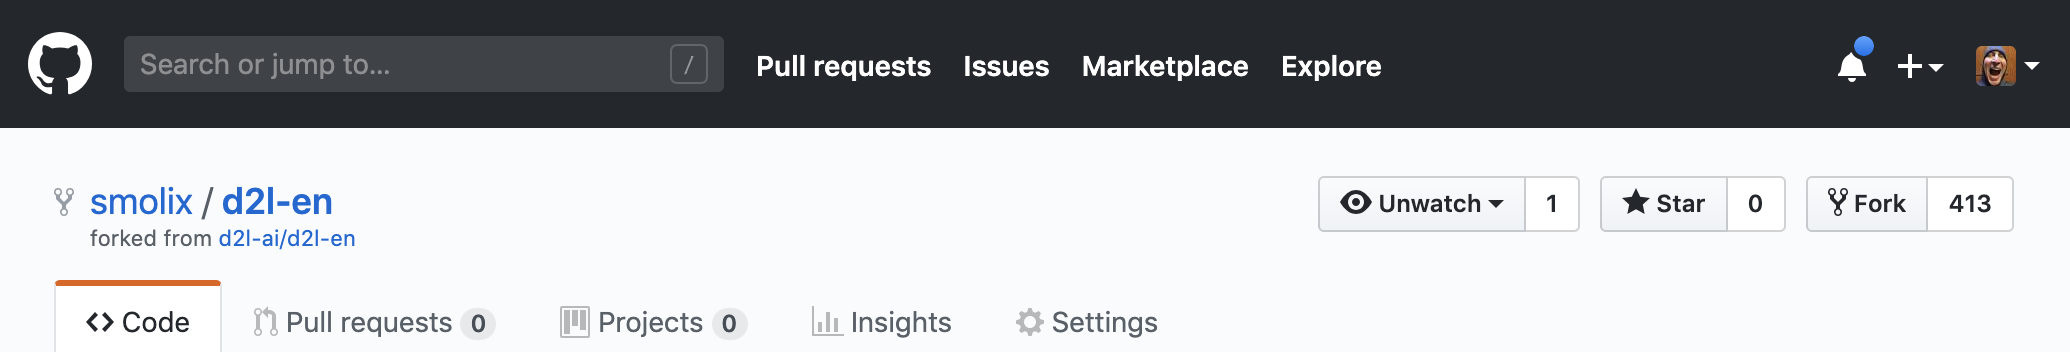 Search or jump to... / Pull requests Issues Marketplace Explore
smolix / d2l-en Unwatch 1 Star 0 Fork 413
forked from d2l-ai/d2l-en
Code Pull requests 0 Projects 0 Insights Settings